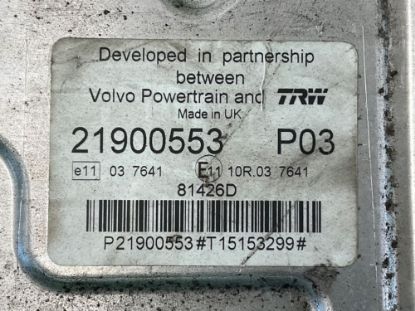 Developed in partnership
between
Volvo Powertrain and TRW
Made in UK
21900553 P03
e11 03 7641 E11 10R.03 7641
81426D
P21900553#T15153299#